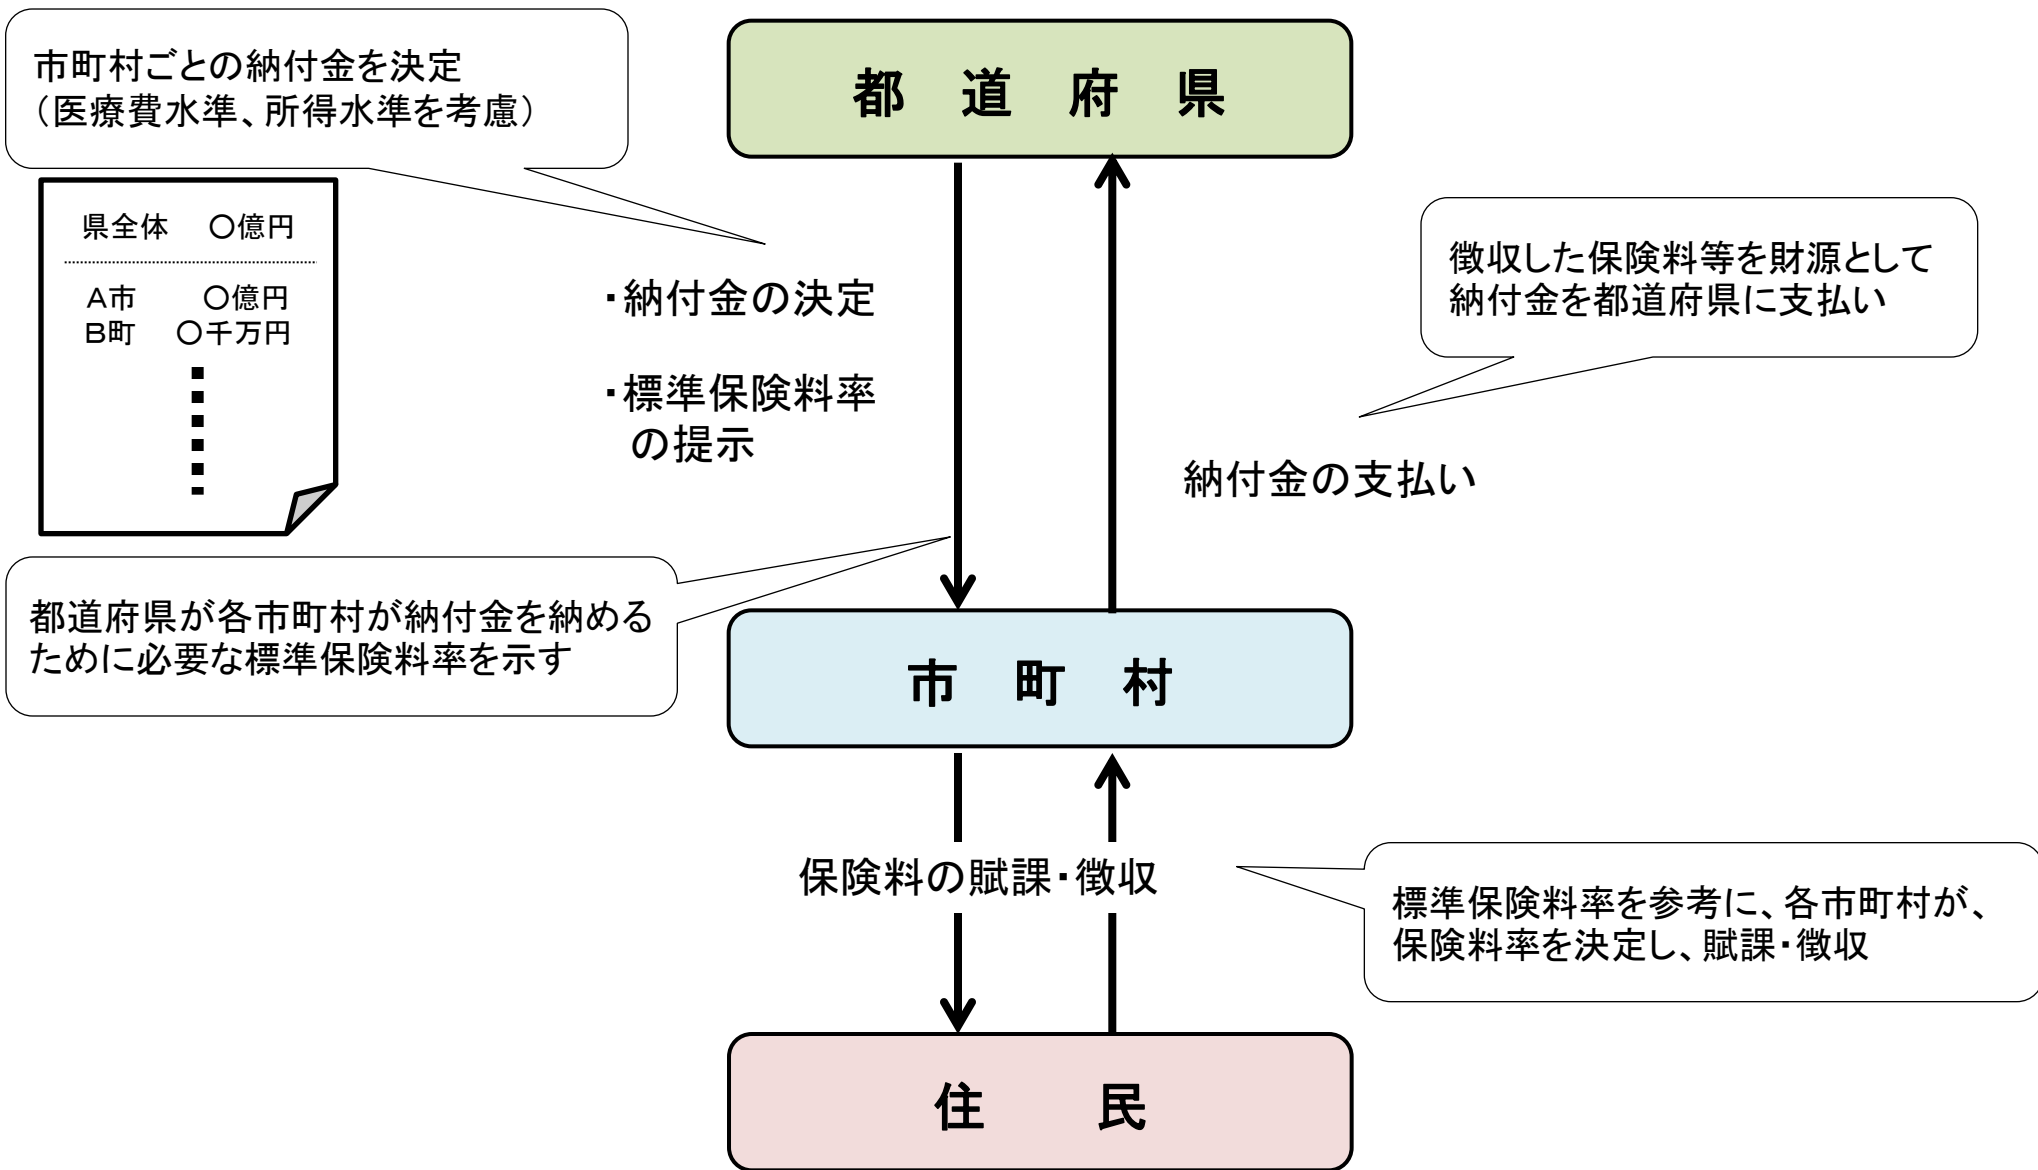 市町村ごとの納付金を決定
（医療費水準、所得水準を考慮）
都　道　府　県
県全体　〇億円
A市　　〇億円
B町　〇千万円
・納付金の決定
・標準保険料率
の提示
徴収した保険料等を財源として
納付金を都道府県に支払い
納付金の支払い
都道府県が各市町村が納付金を納める
ために必要な標準保険料率を示す
市　町　村
保険料の賦課・徴収
標準保険料率を参考に、各市町村が、
保険料率を決定し、賦課・徴収
住　　民